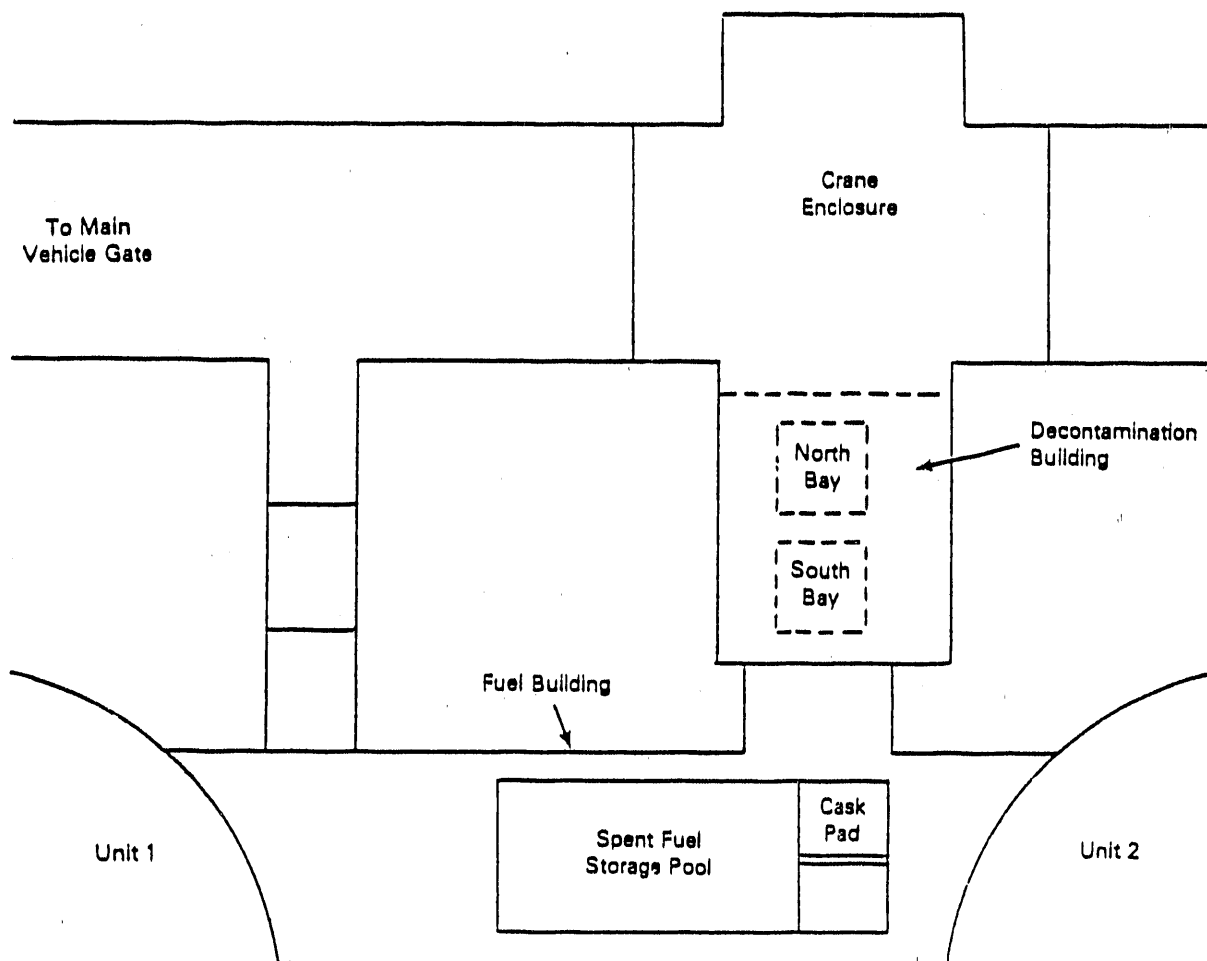 Crane
Enclosure
To Main
Vehicle Gate
Decontamination
Building
North
Bay
South
Bay
Fuel Building
Cask
Pad
Spent Fuel
Storage Pool
Unit 1
Unit 2